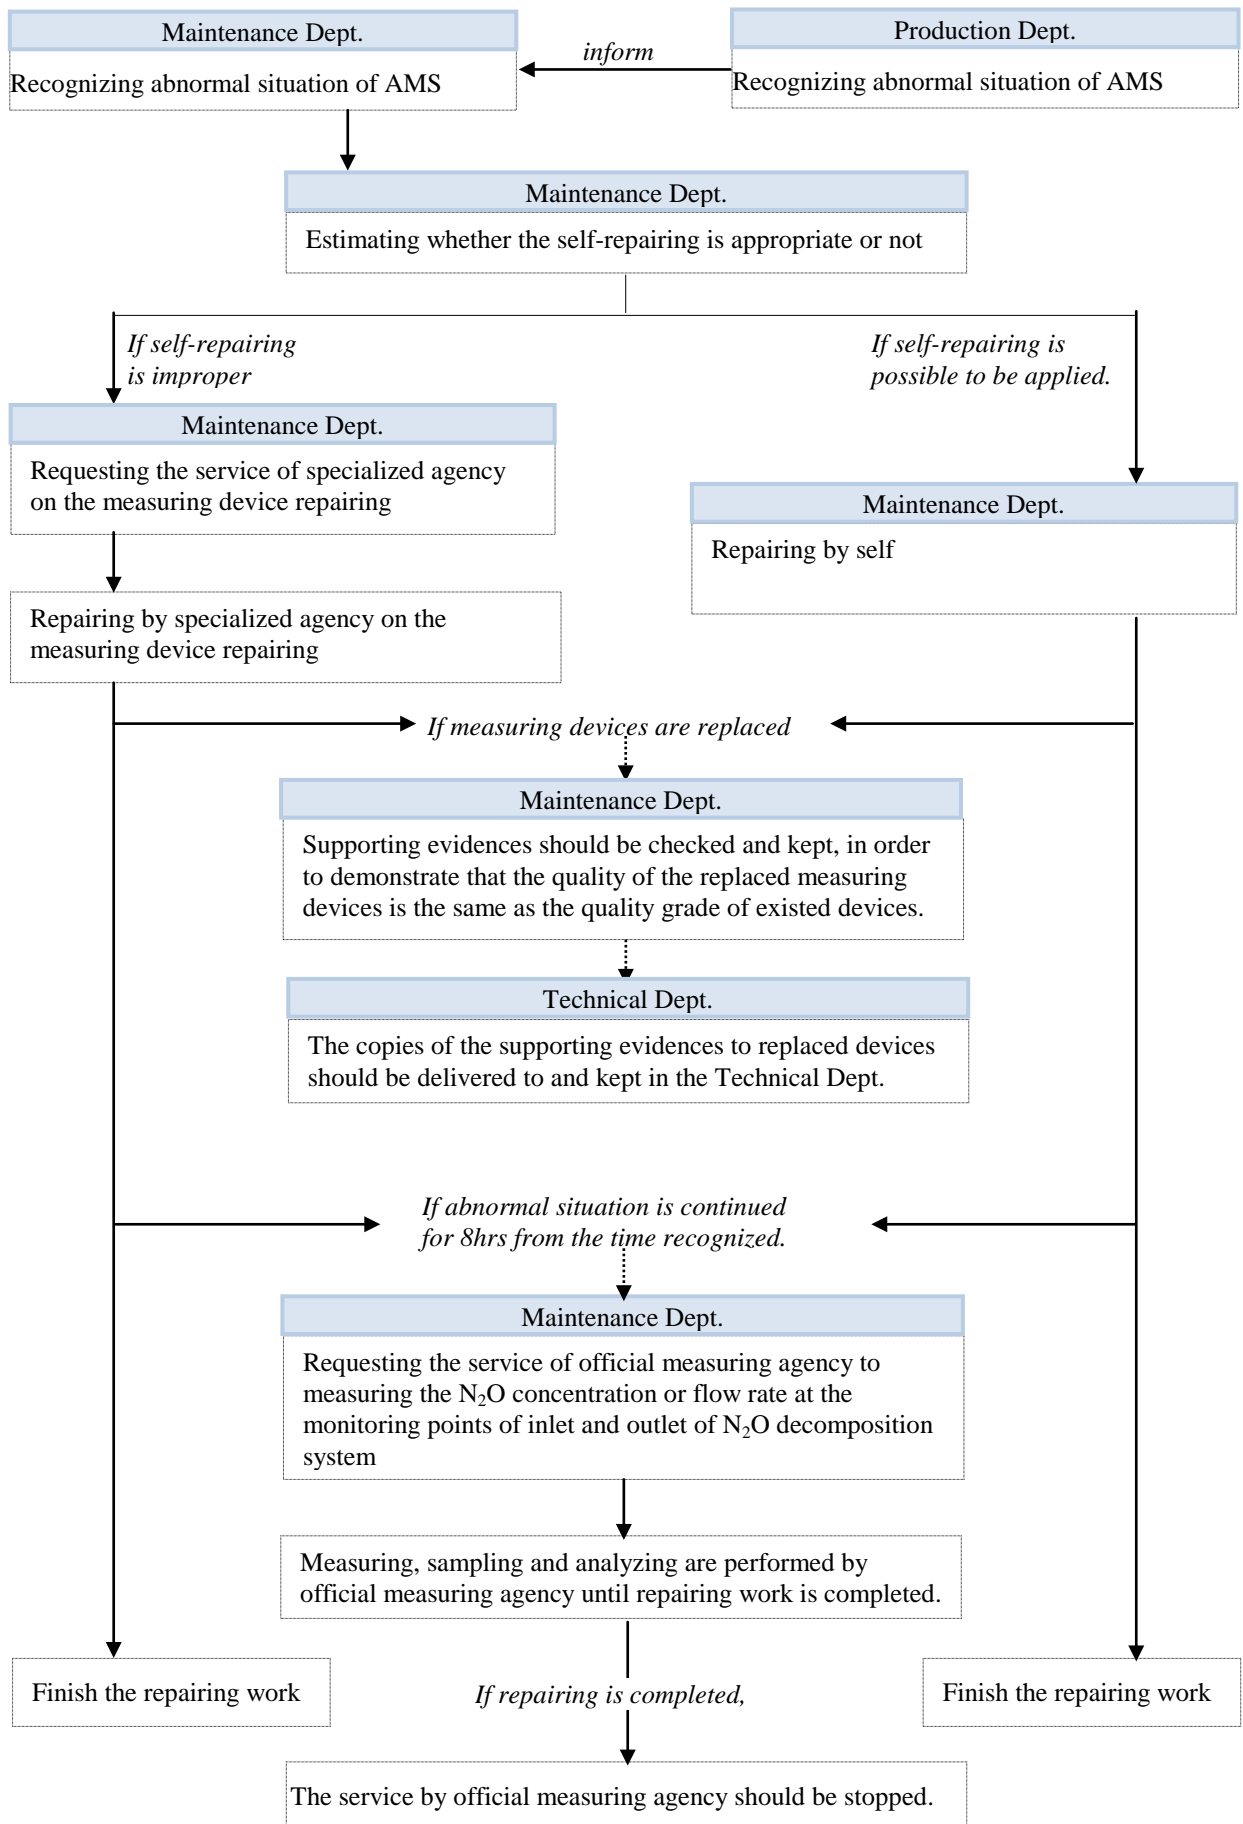 Maintenance Dept.
Recognizing abnormal situation of AMS
inform
Production Dept.
Recognizing abnormal situation of AMS
Maintenance Dept.
Estimating whether the self-repairing is appropriate or not
If self-repairing
is improper
If self-repairing is
possible to be applied.
Maintenance Dept.
Requesting the service of specialized agency
on the measuring device repairing
Maintenance Dept.
Repairing by self
Repairing by specialized agency on the
measuring device repairing
If measuring devices are replaced
Maintenance Dept.
Supporting evidences should be checked and kept, in order
to demonstrate that the quality of the replaced measuring
devices is the same as the quality grade of existed devices.
Technical Dept.
The copies of the supporting evidences to replaced devices
should be delivered to and kept in the Technical Dept.
If abnormal situation is continued
for 8hrs from the time recognized.
Maintenance Dept.
Requesting the service of official measuring agency to
measuring the N₂O concentration or flow rate at the
monitoring points of inlet and outlet of N₂O decomposition
system
Measuring, sampling and analyzing are performed by
official measuring agency until repairing work is completed.
Finish the repairing work
If repairing is completed,
Finish the repairing work
The service by official measuring agency should be stopped.